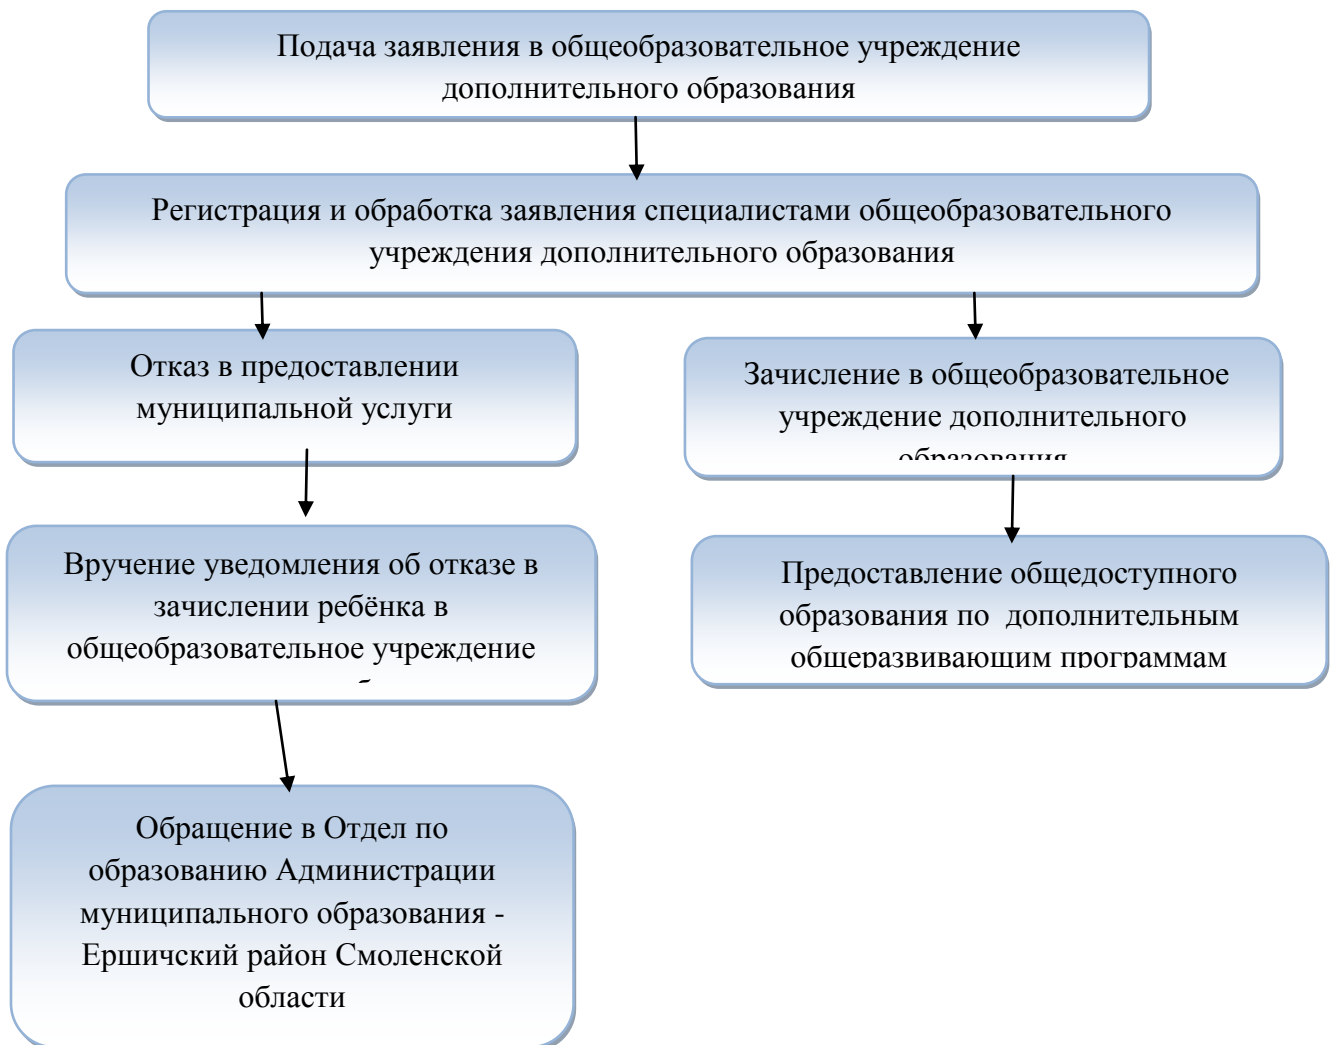 Подача заявления в общеобразовательное учреждение
дополнительного образования
Регистрация и обработка заявления специалистами общеобразовательного
учреждения дополнительного образования
Отказ в предоставлении
муниципальной услуги
Зачисление в общеобразовательное
учреждение дополнительного
образования
Вручение уведомления об отказе в
зачислении ребёнка в
общеобразовательное учреждение
Предоставление общедоступного
образования по дополнительным
общеразвивающим программам
Обращение в Отдел по
образованию Администрации
муниципального образования -
Ершичский район Смоленской
области